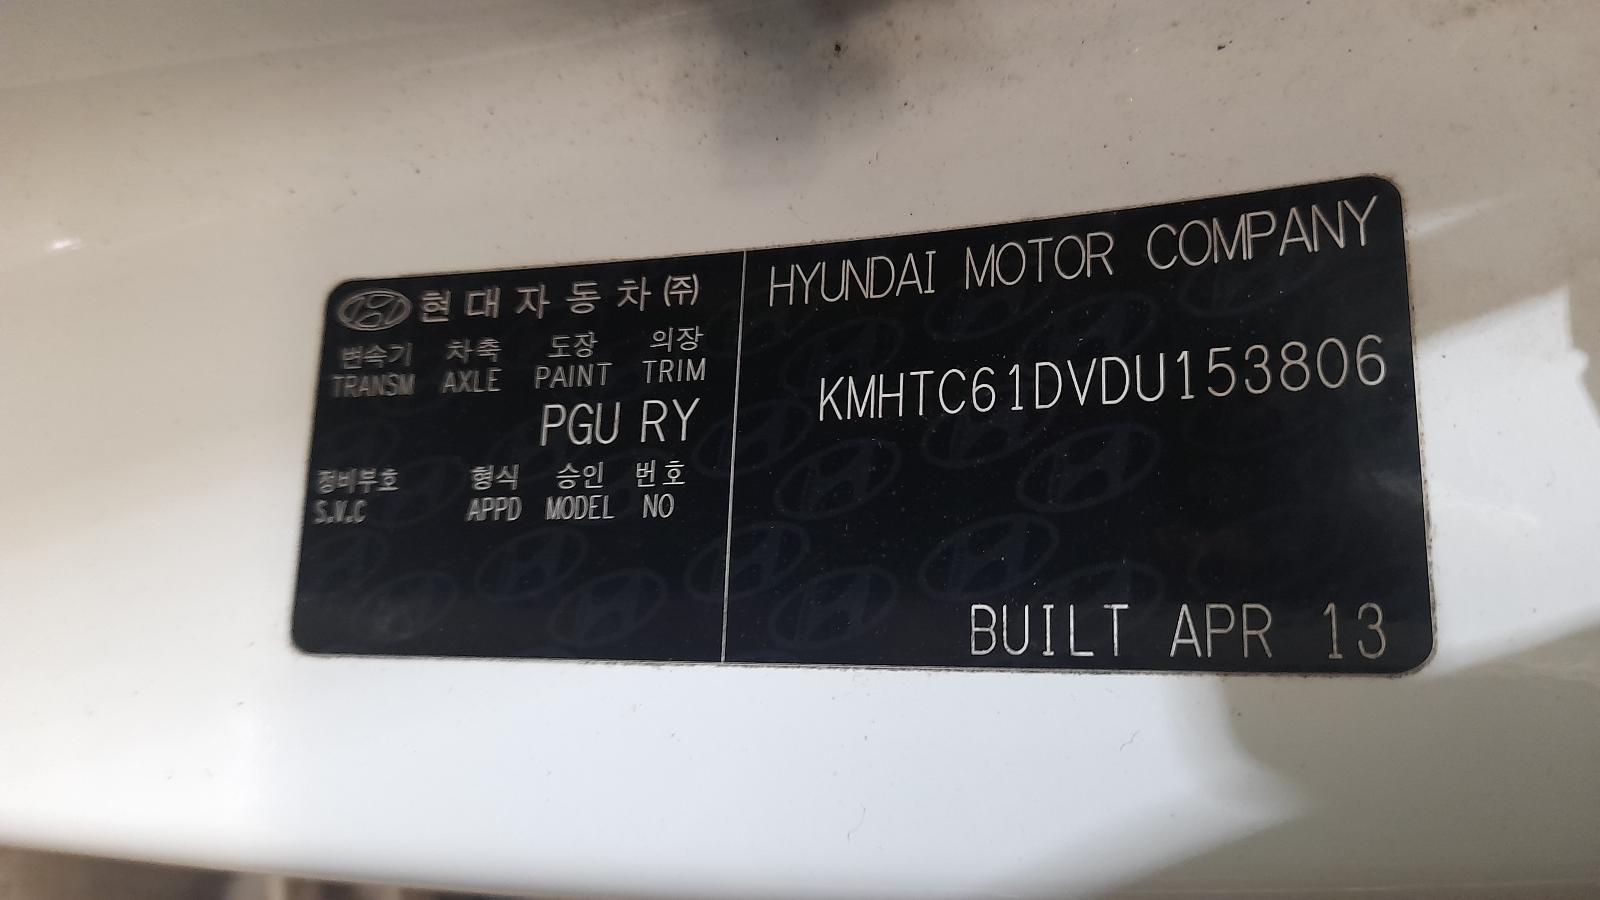 현대자동차㈜
변속기 차축 도장 의장
TRANSM AXLE PAINT TRIM
PGU RY
정비부호 형식 승인 번호
S.V.C APPD MODEL NO
HYUNDAI MOTOR COMPANY
KMHTC61DVDU153806
BUILT APR 13